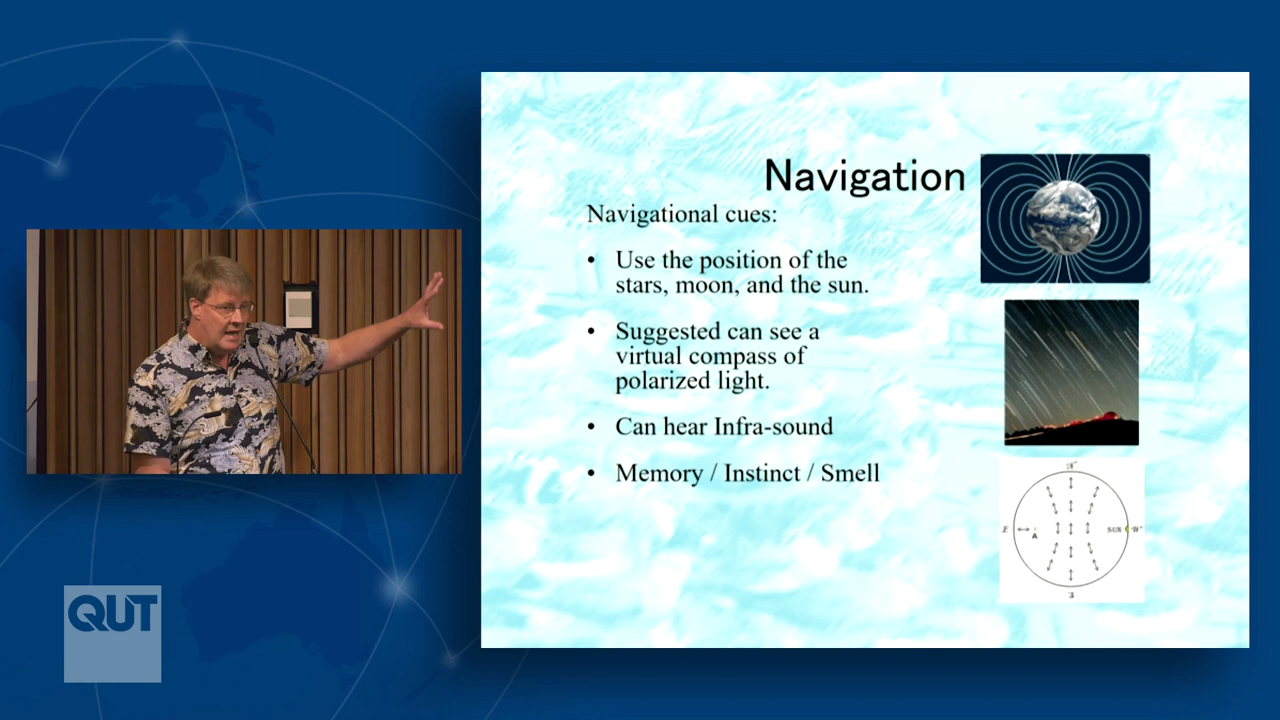 Navigation
Navigational cues:
• Use the position of the
stars, moon, and the sun.
• Suggested can see a
virtual compass of
polarized light.
• Can hear Infra-sound
• Memory / Instinct / Smell
N
E
A
SUN
W
S
QUT